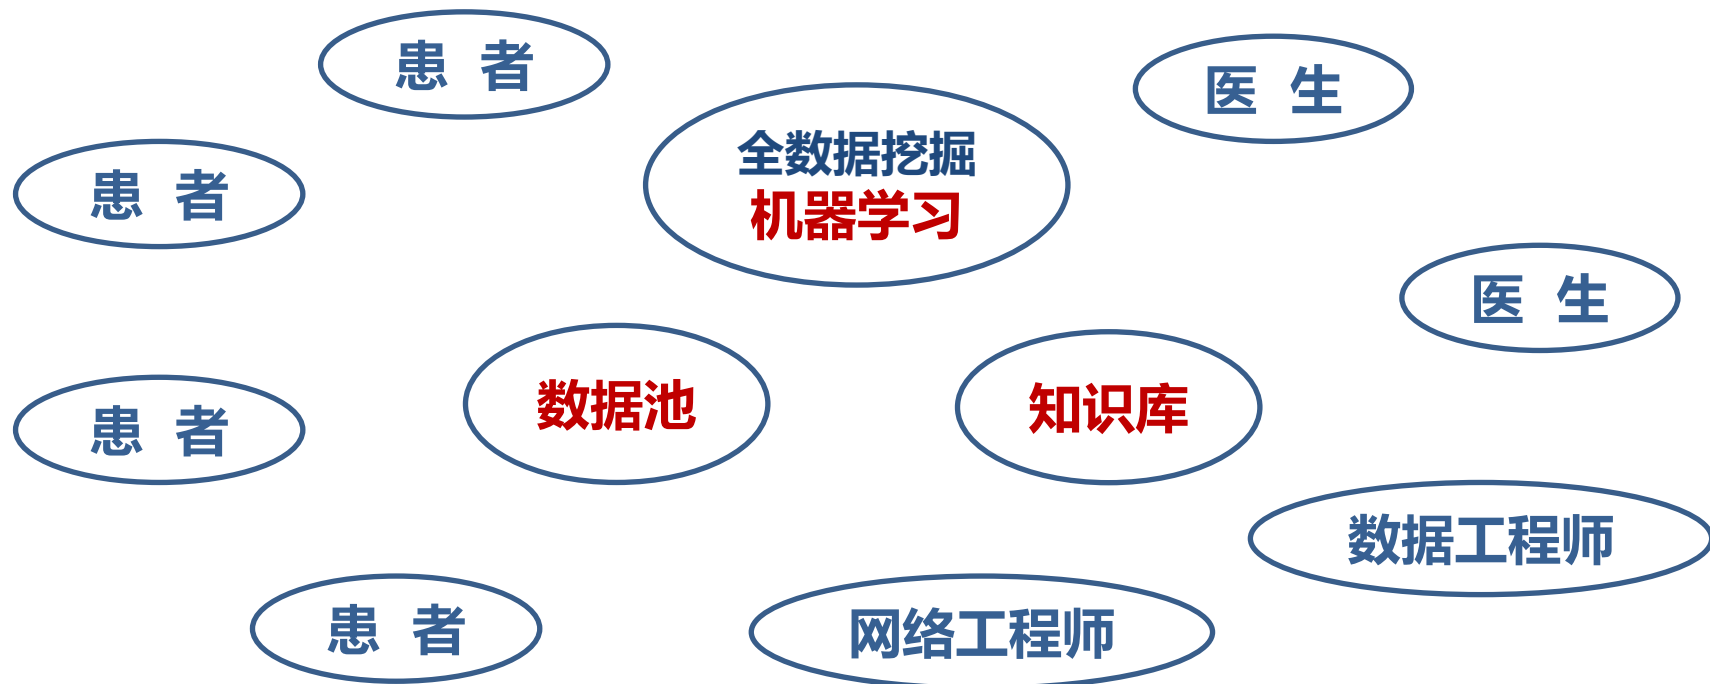 患 者
医 生
全数据挖掘
机器学习
患 者
医 生
数据池
知识库
患 者
数据工程师
患 者
网络工程师